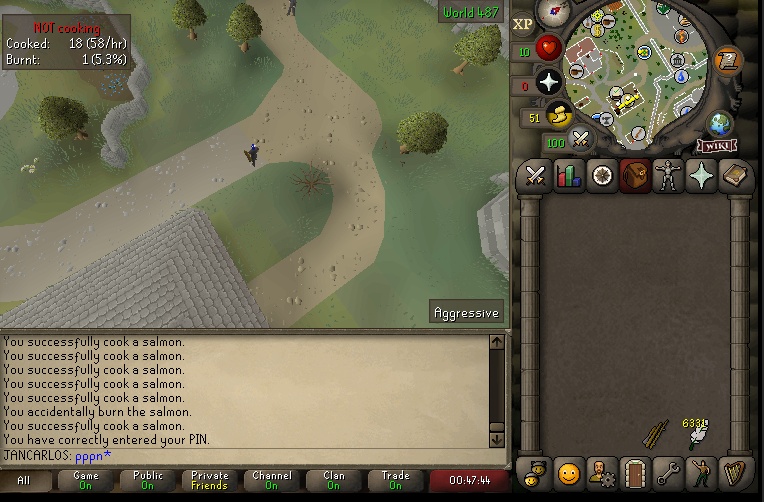 NOT cooking
Cooked: 18 (58/hr)
Burnt: 1 (5.3%)
World 487
XP
10
0
51
100
WIKI
Aggressive
You successfully cook a salmon.
You successfully cook a salmon.
You successfully cook a salmon.
You successfully cook a salmon.
You successfully cook a salmon.
You accidentally burn the salmon.
You successfully cook a salmon.
You have correctly entered your PIN.
JANCARLOS: pppn*
6331
All
Game
On
Public
On
Private
Friends
Channel
On
Clan
On
Trade
On
00:47:44